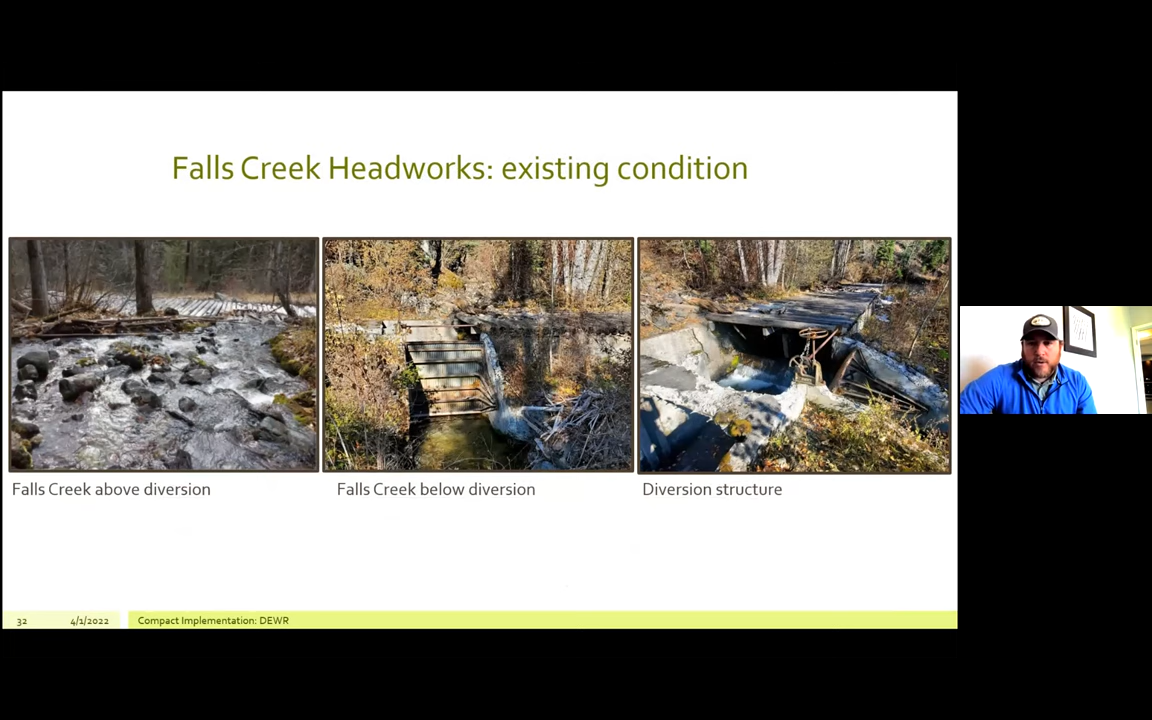 Falls Creek Headworks: existing condition
Falls Creek above diversion
Falls Creek below diversion
Diversion structure
32
4/1/2022
Compact Implementation: DEWR